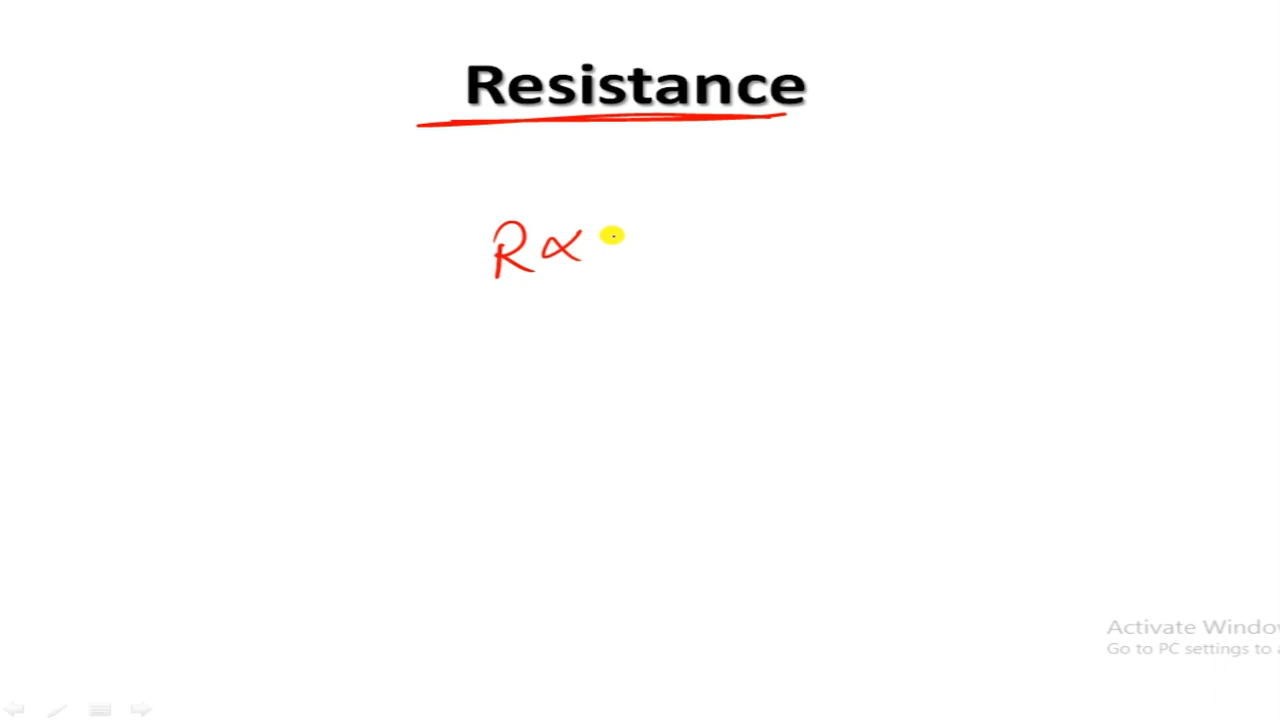 Resistance
R ∝
Activate Windo
Go to PC settings to a